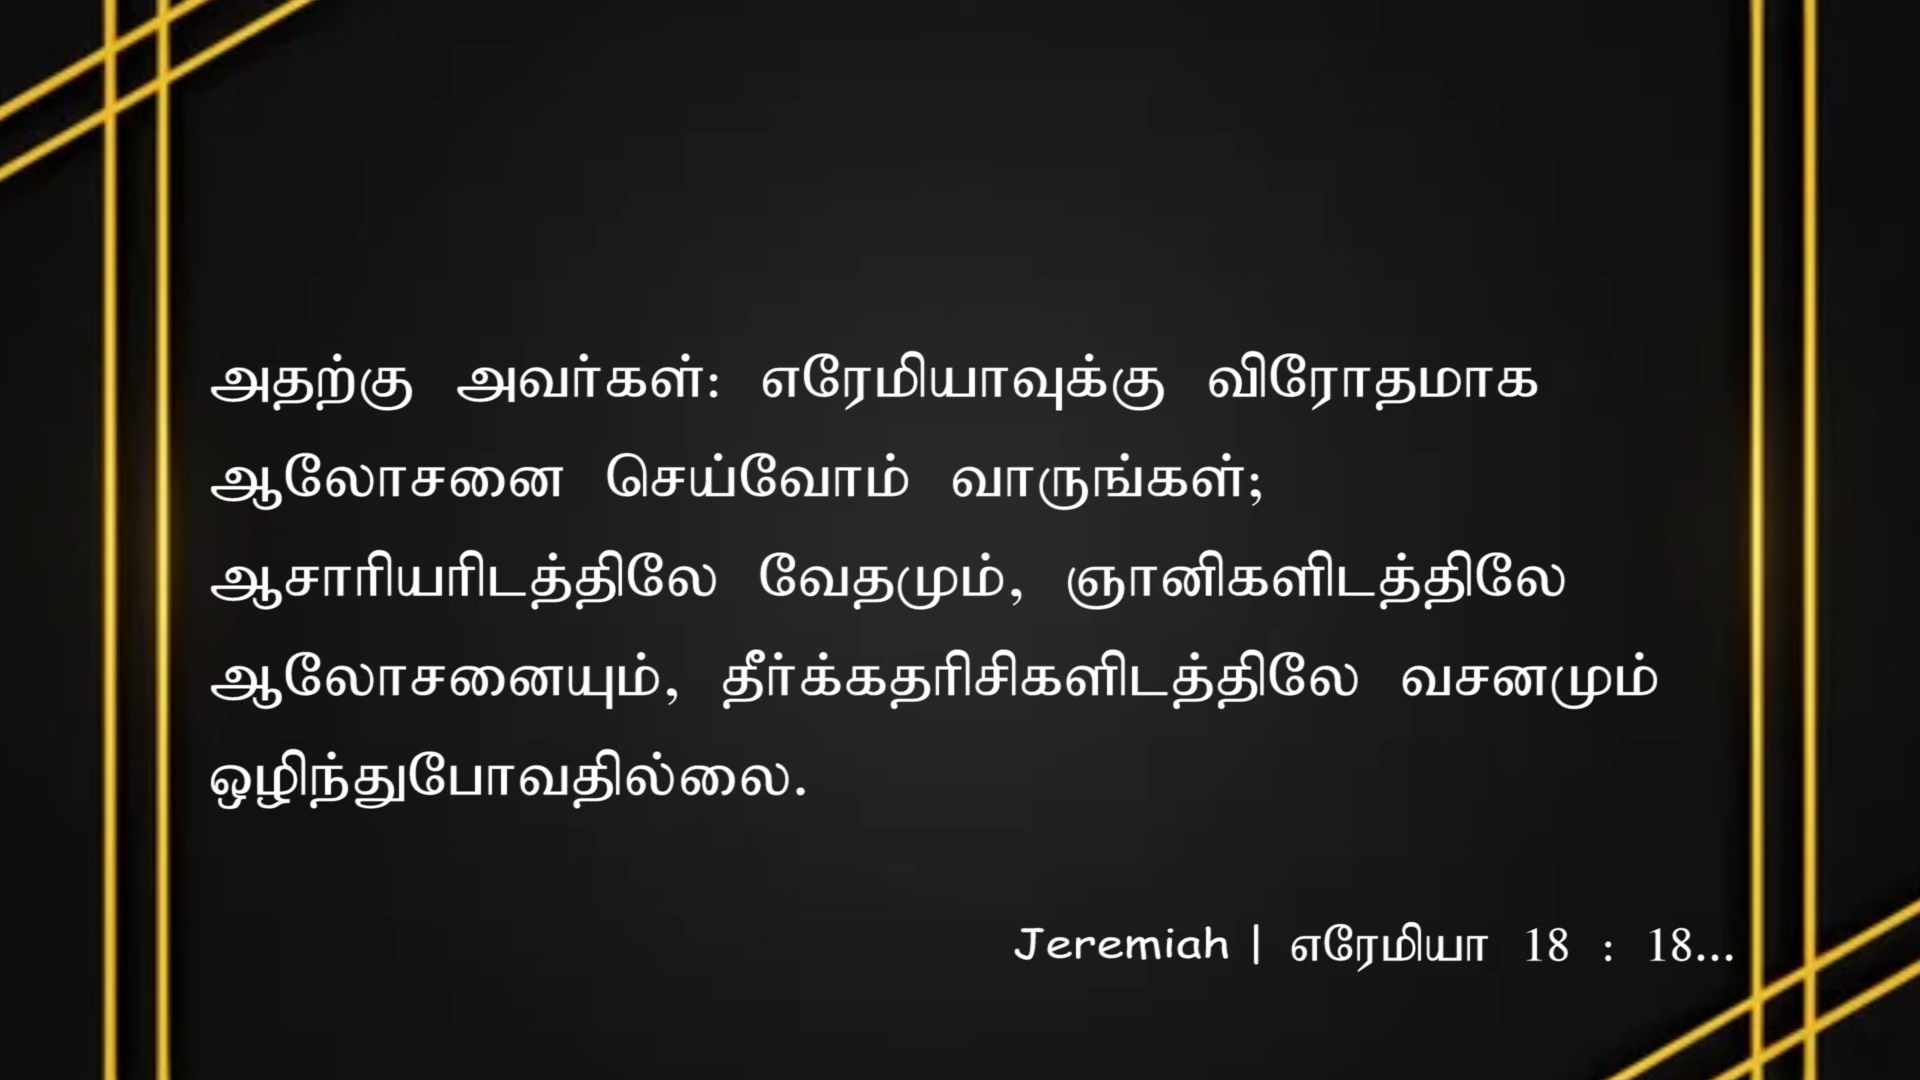 அதற்கு அவர்கள்: எரேமியாவுக்கு விரோதமாக
ஆலோசனை செய்வோம் வாருங்கள்;
ஆசாரியரிடத்திலே வேதமும், ஞானிகளிடத்திலே
ஆலோசனையும், தீர்க்கதரிசிகளிடத்திலே வசனமும்
ஒழிந்துபோவதில்லை.
Jeremiah | எரேமியா 18 : 18...